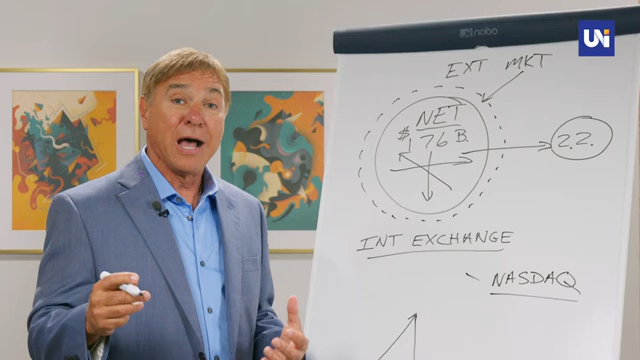 UNI
nobo
EXT MKT
NET
$176 B.
2.2.
INT EXCHANGE
NASDAQ